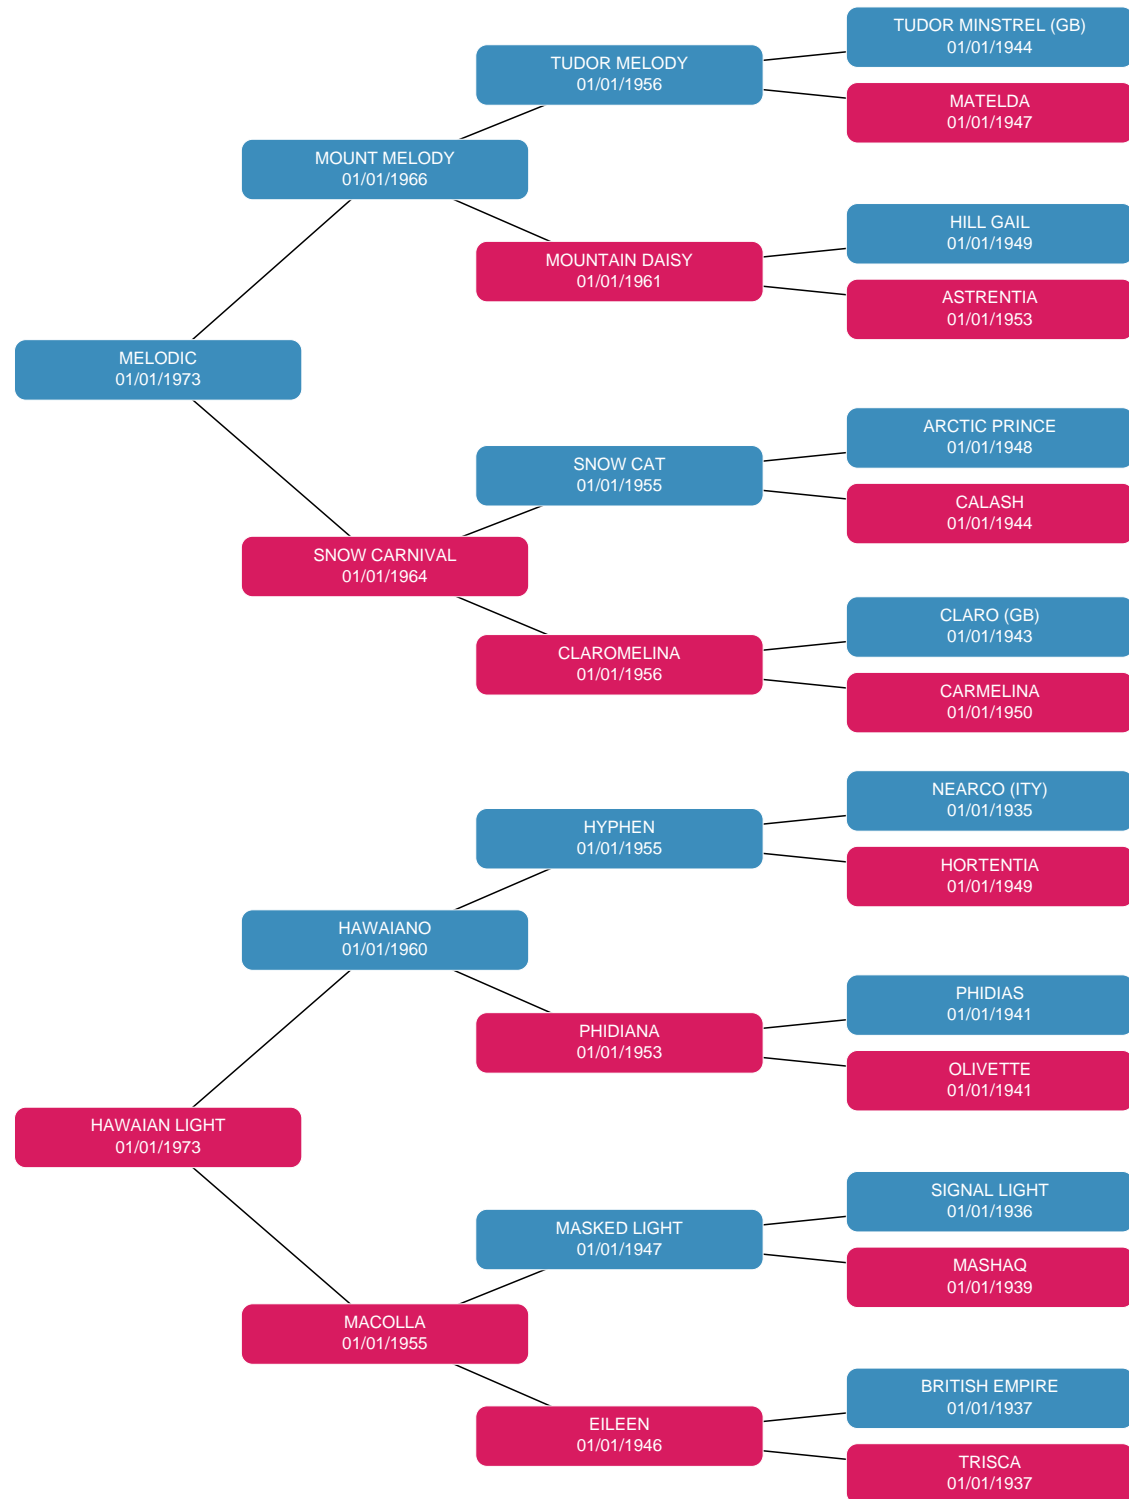 TUDOR MINSTREL (GB)
01/01/1944
TUDOR MELODY
01/01/1956
MATELDA
01/01/1947
MOUNT MELODY
01/01/1966
HILL GAIL
01/01/1949
MOUNTAIN DAISY
01/01/1961
ASTRENTIA
01/01/1953
MELODIC
01/01/1973
ARCTIC PRINCE
01/01/1948
SNOW CAT
01/01/1955
CALASH
01/01/1944
SNOW CARNIVAL
01/01/1964
CLARO (GB)
01/01/1943
CLAROMELINA
01/01/1956
CARMELINA
01/01/1950
NEARCO (ITY)
01/01/1935
HYPHEN
01/01/1955
HORTENTIA
01/01/1949
HAWAIANO
01/01/1960
PHIDIAS
01/01/1941
PHIDIANA
01/01/1953
OLIVETTE
01/01/1941
HAWAIAN LIGHT
01/01/1973
SIGNAL LIGHT
01/01/1936
MASKED LIGHT
01/01/1947
MASHAQ
01/01/1939
MACOLLA
01/01/1955
BRITISH EMPIRE
01/01/1937
EILEEN
01/01/1946
TRISCA
01/01/1937